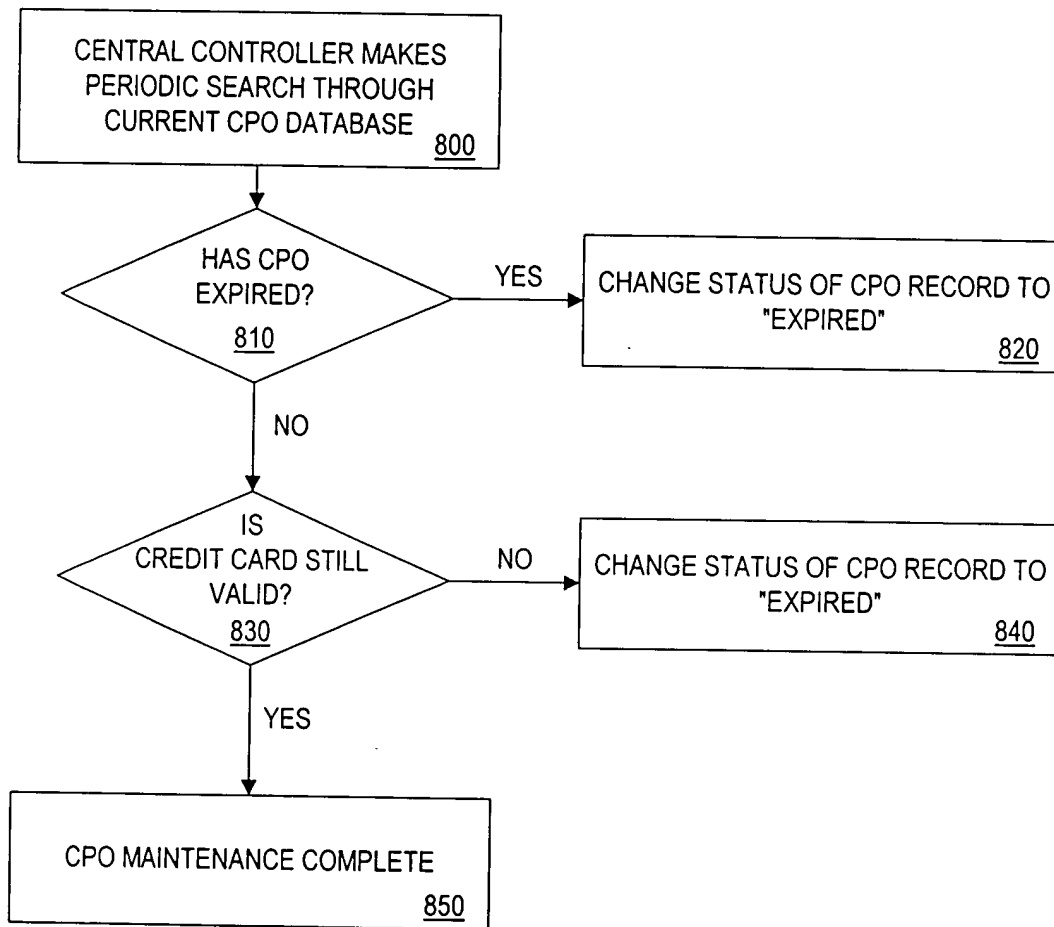 CENTRAL CONTROLLER MAKES
PERIODIC SEARCH THROUGH
CURRENT CPO DATABASE
800
HAS CPO
EXPIRED?
810
YES
CHANGE STATUS OF CPO RECORD TO
"EXPIRED"
820
NO
IS
CREDIT CARD STILL
VALID?
830
NO
CHANGE STATUS OF CPO RECORD TO
"EXPIRED"
840
YES
CPO MAINTENANCE COMPLETE
850